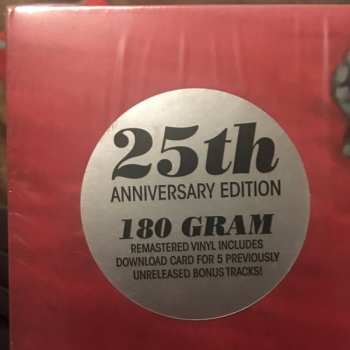 25th
ANNIVERSARY EDITION
180 GRAM
REMASTERED VINYL INCLUDES
DOWNLOAD CARD FOR 5 PREVIOUSLY
UNRELEASED BONUS TRACKS!